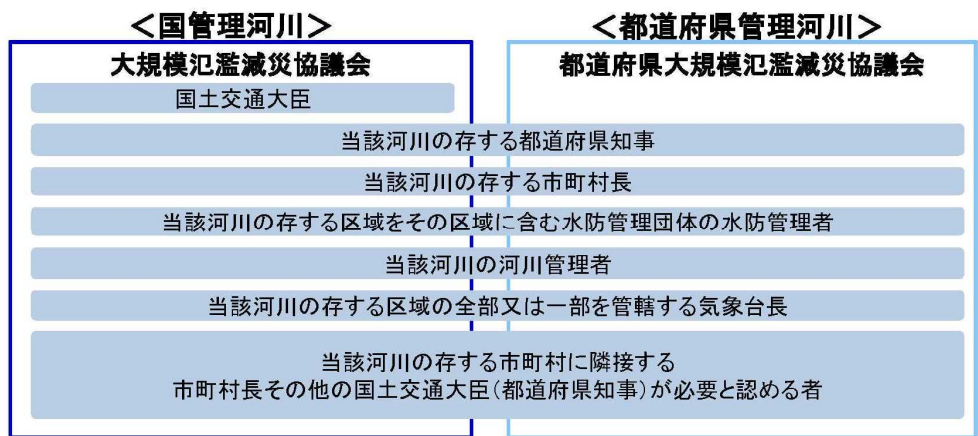 ＜国管理河川＞
＜都道府県管理河川＞
大規模氾濫減災協議会
都道府県大規模氾濫減災協議会
国土交通大臣
当該河川の存する都道府県知事
当該河川の存する市町村長
当該河川の存する区域をその区域に含む水防管理団体の水防管理者
当該河川の河川管理者
当該河川の存する区域の全部又は一部を管轄する気象台長
当該河川の存する市町村に隣接する
市町村長その他の国土交通大臣（都道府県知事）が必要と認める者